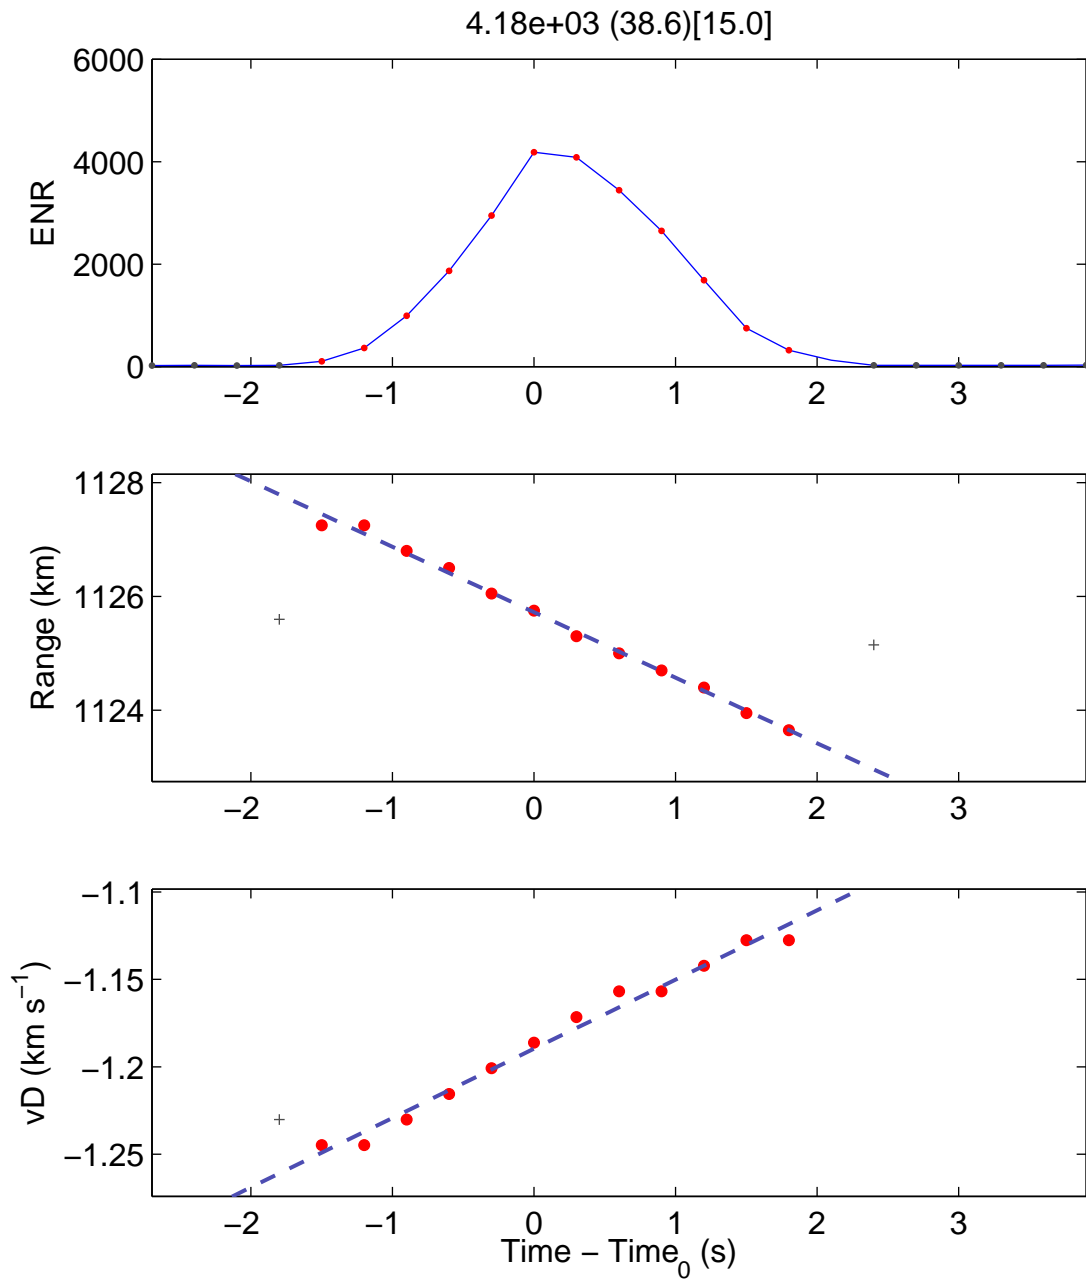 4.18e+03 (38.6)[15.0]
6000
4000
2000
0
ENR
−2 −1 0 1 2 3
1128
1126
1124
Range (km)
−2 −1 0 1 2 3
−1.1
−1.15
−1.2
−1.25
vD (km s⁻¹)
−2 −1 0 1 2 3
Time − Time₀ (s)